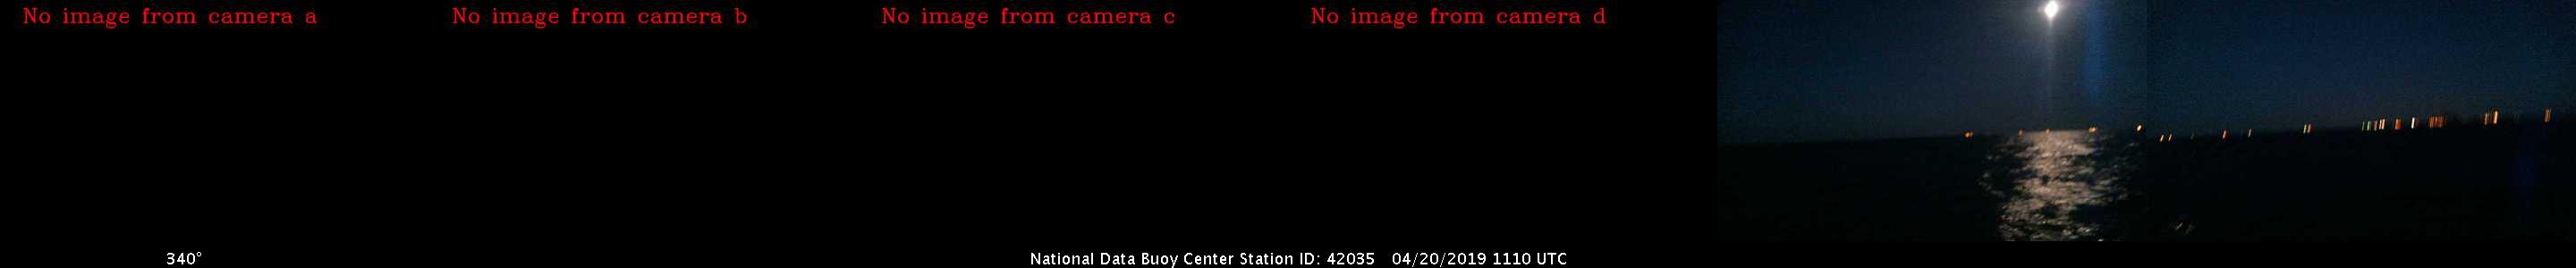 No image from camera a
No image from camera b
No image from camera c
No image from camera d
340°
National Data Buoy Center Station ID: 42035 04/20/2019 1110 UTC